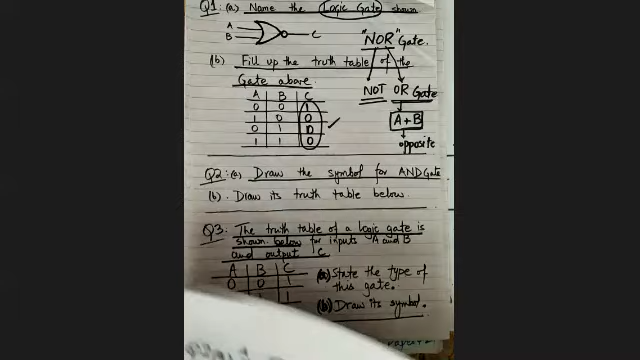 Q1: (a) Name the Logic Gate shown
A
B
C
"NOR" Gate.
(b) Fill up the truth table of the
Gate above.
NOT OR Gate
A B C
0 0 1
1 0 0
0 1 0
1 1 0
A + B
opposite
Q2: (a) Draw the symbol for AND Gate
(b). Draw its truth table below.
Q3. The truth table of a logic gate is
shown below for inputs A and B
and output C
A B C
0 0 1
(a) State the type of
this gate.
(b) Draw its symbol.